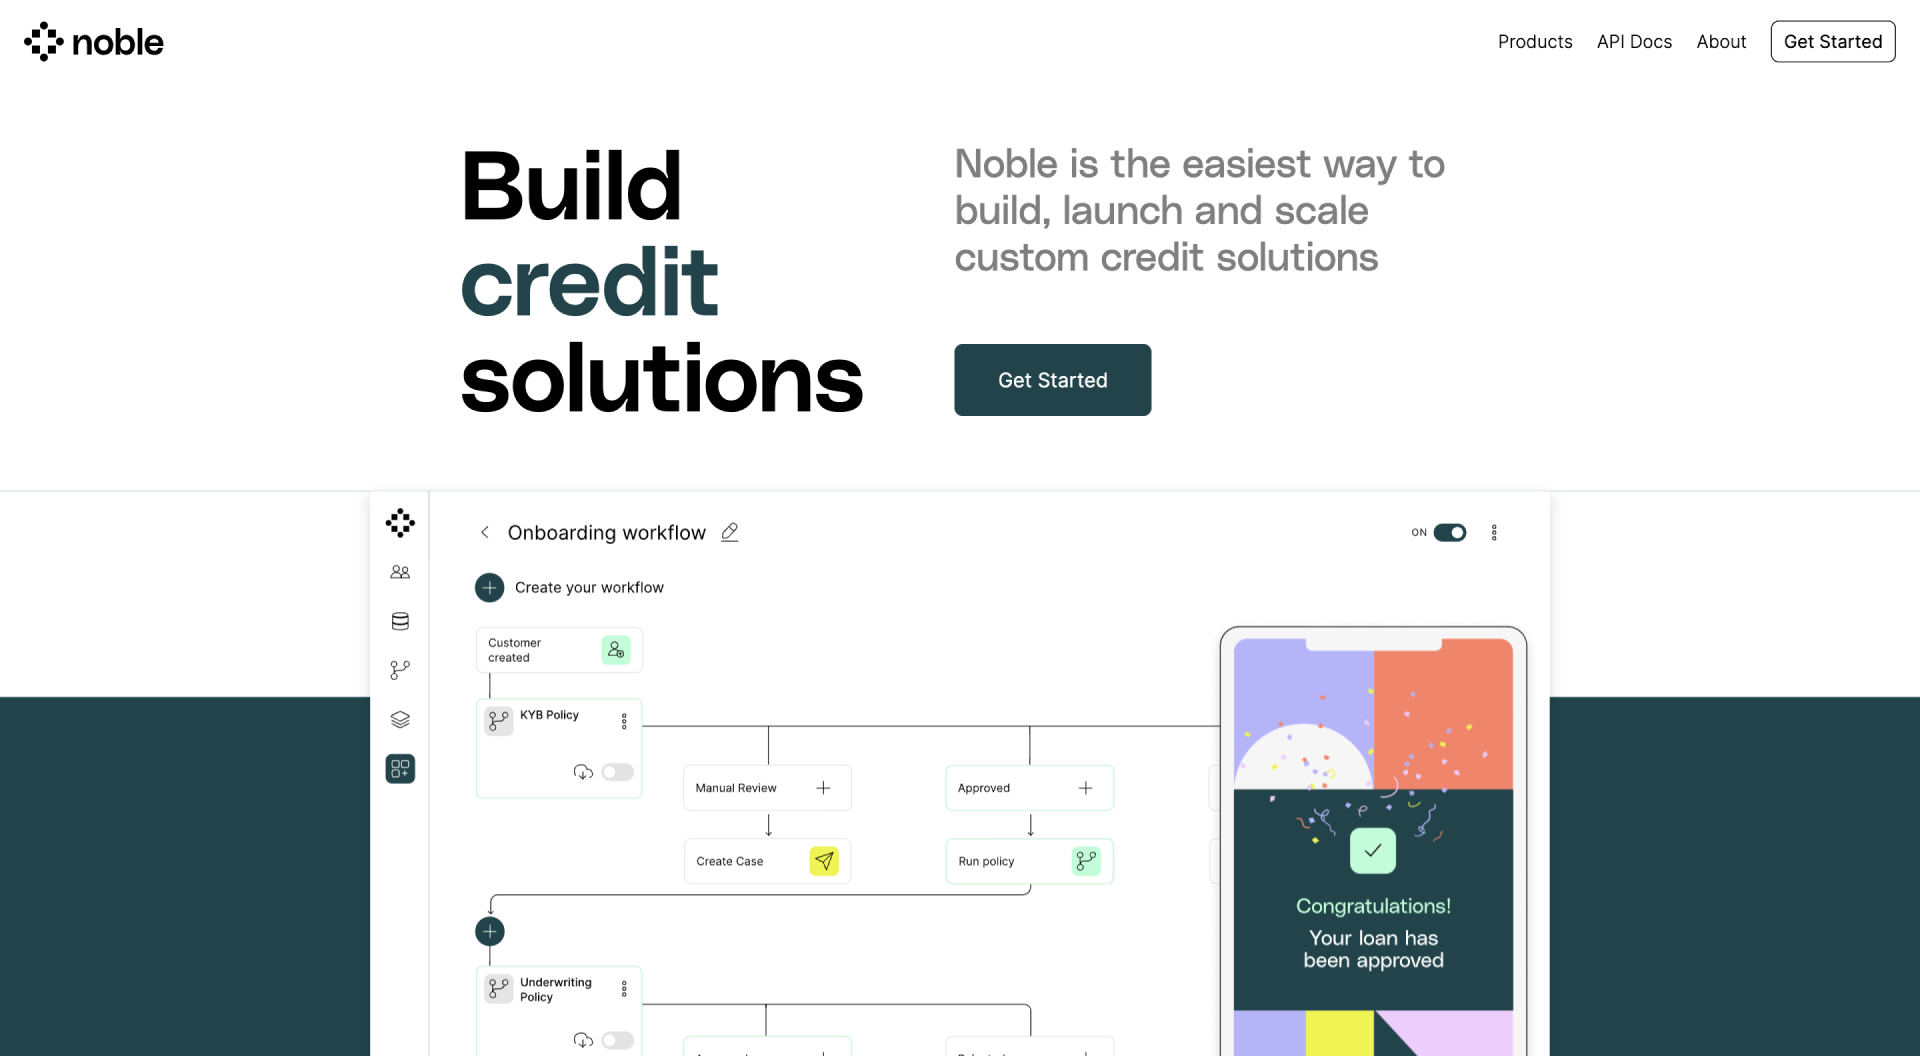 noble
Products
API Docs
About
Get Started
Build
credit
solutions
Noble is the easiest way to
build, launch and scale
custom credit solutions
Get Started
Onboarding workflow
ON
Create your workflow
Customer
created
KYB Policy
Manual Review
Approved
Create Case
Run policy
Underwriting
Policy
Congratulations!
Your loan has
been approved